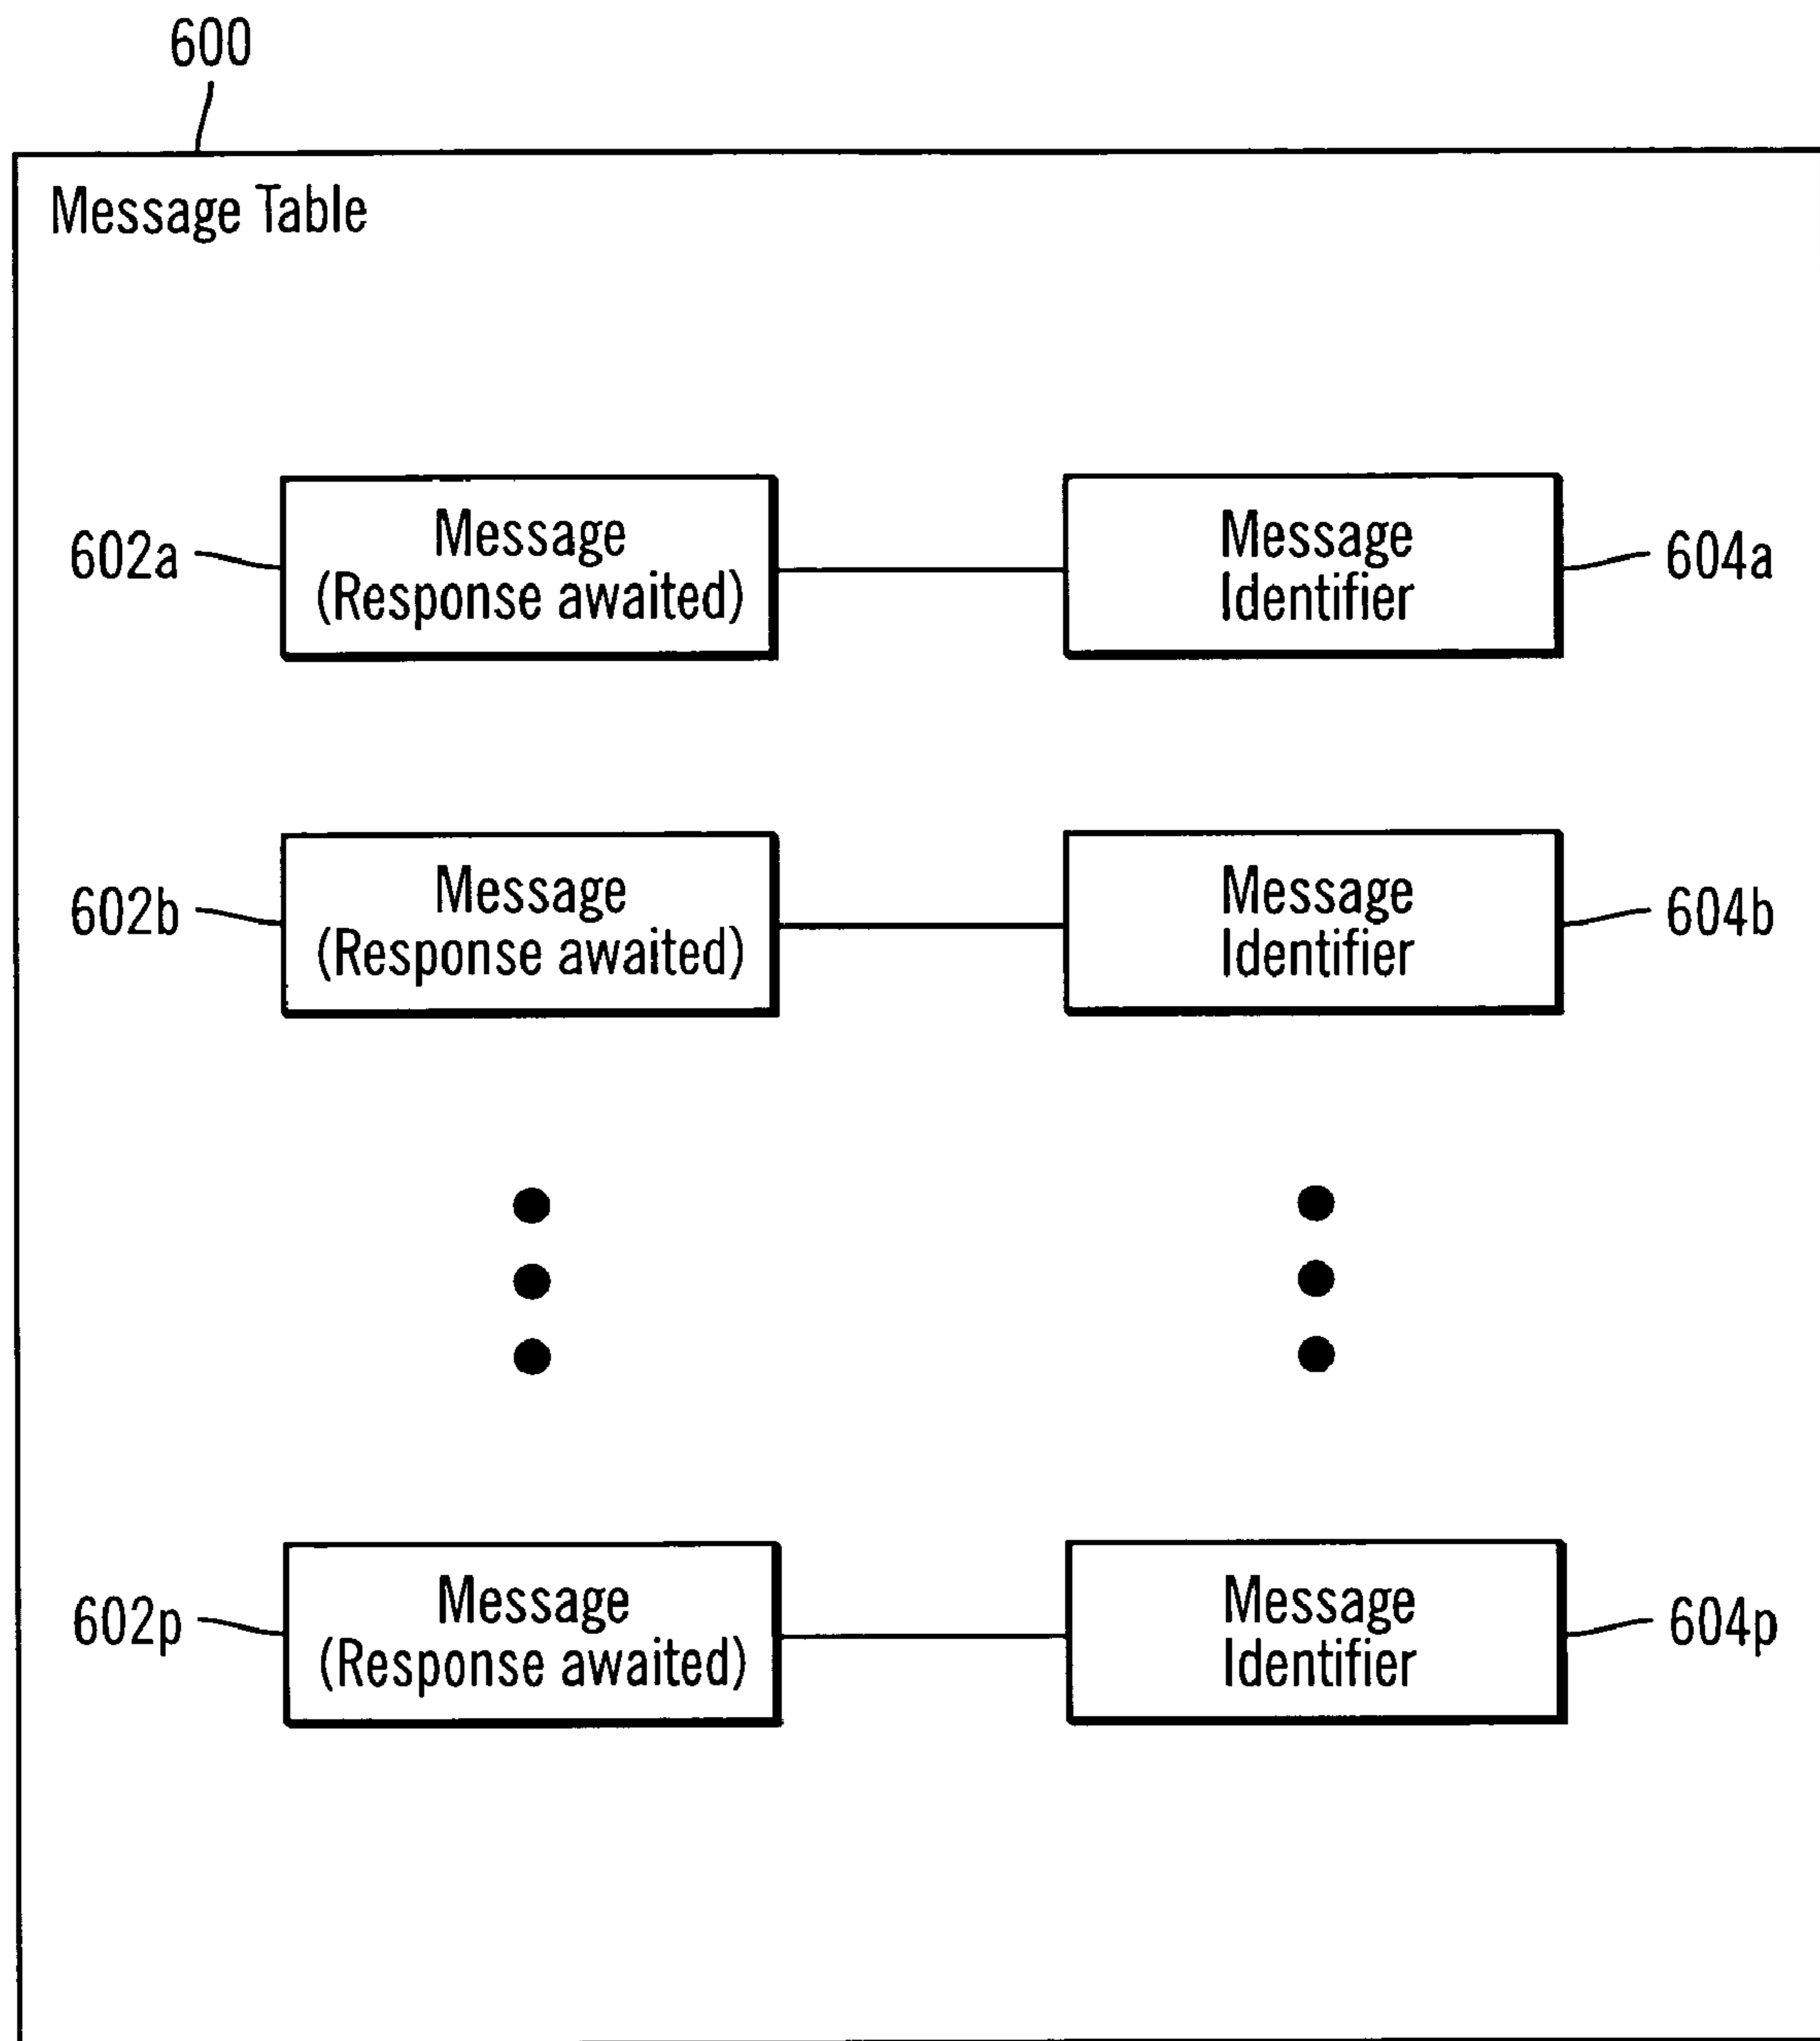 600
Message Table
602a
Message
(Response awaited)
Message
Identifier
604a
602b
Message
(Response awaited)
Message
Identifier
604b
602p
Message
(Response awaited)
Message
Identifier
604p